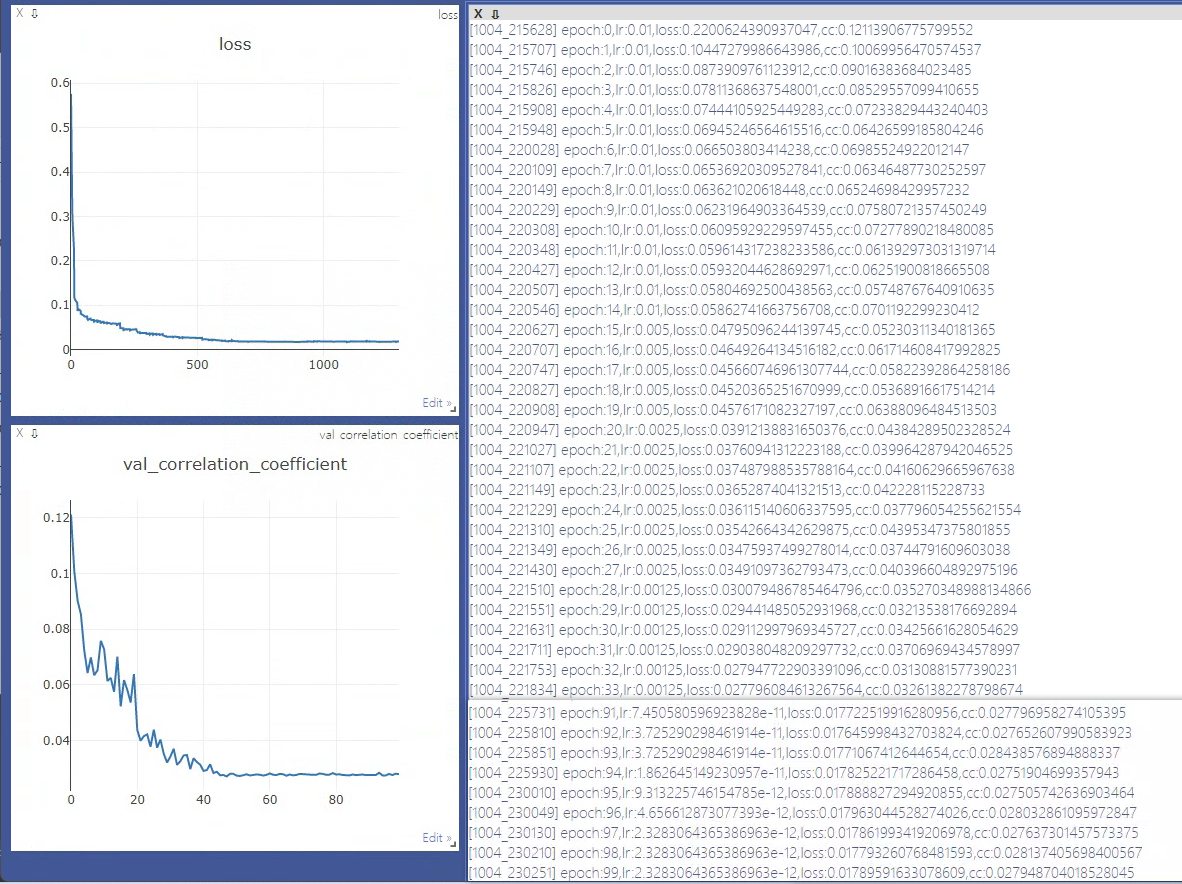 X ⇩ loss
loss
0.6
0.5
0.4
0.3
0.2
0.1
0
0 500 1000
Edit »
X ⇩ val_correlation_coefficient
val_correlation_coefficient
0.12
0.1
0.08
0.06
0.04
0 20 40 60 80
Edit »
X ⇩
[1004_215628] epoch:0,lr:0.01,loss:0.2200624390937047,cc:0.12113906775799552
[1004_215707] epoch:1,lr:0.01,loss:0.10447279986643986,cc:0.10069956470574537
[1004_215746] epoch:2,lr:0.01,loss:0.0873909761123912,cc:0.09016383684023485
[1004_215826] epoch:3,lr:0.01,loss:0.07811368637548001,cc:0.08529557099410655
[1004_215908] epoch:4,lr:0.01,loss:0.07444105925449283,cc:0.07233829443240403
[1004_215948] epoch:5,lr:0.01,loss:0.06945246564615516,cc:0.06426599185804246
[1004_220028] epoch:6,lr:0.01,loss:0.066503803414238,cc:0.06985524922012147
[1004_220109] epoch:7,lr:0.01,loss:0.06536920309527841,cc:0.06346487730252597
[1004_220149] epoch:8,lr:0.01,loss:0.063621020618448,cc:0.06524698429957232
[1004_220229] epoch:9,lr:0.01,loss:0.06231964903364539,cc:0.07580721357450249
[1004_220308] epoch:10,lr:0.01,loss:0.06095929229597455,cc:0.07277890218480085
[1004_220348] epoch:11,lr:0.01,loss:0.059614317238233586,cc:0.061392973031319714
[1004_220427] epoch:12,lr:0.01,loss:0.05932044628692971,cc:0.06251900818665508
[1004_220507] epoch:13,lr:0.01,loss:0.05804692500438563,cc:0.05748767640910635
[1004_220546] epoch:14,lr:0.01,loss:0.05862741663756708,cc:0.0701192299230412
[1004_220627] epoch:15,lr:0.005,loss:0.04795096244139745,cc:0.05230311340181365
[1004_220707] epoch:16,lr:0.005,loss:0.04649264134516182,cc:0.061714608417992825
[1004_220747] epoch:17,lr:0.005,loss:0.045660746961307744,cc:0.05822392864258186
[1004_220827] epoch:18,lr:0.005,loss:0.04520365251670999,cc:0.05368916617514214
[1004_220908] epoch:19,lr:0.005,loss:0.04576171082327197,cc:0.06388096484513503
[1004_220947] epoch:20,lr:0.0025,loss:0.03912138831650376,cc:0.04384289502328524
[1004_221027] epoch:21,lr:0.0025,loss:0.03760941312223188,cc:0.039964287942046525
[1004_221107] epoch:22,lr:0.0025,loss:0.037487988535788164,cc:0.04160629665967638
[1004_221149] epoch:23,lr:0.0025,loss:0.03652874041321513,cc:0.042228115228733
[1004_221229] epoch:24,lr:0.0025,loss:0.036115140606337595,cc:0.037796054255621554
[1004_221310] epoch:25,lr:0.0025,loss:0.03542664342629875,cc:0.04395347375801855
[1004_221349] epoch:26,lr:0.0025,loss:0.03475937499278014,cc:0.03744791609603038
[1004_221430] epoch:27,lr:0.0025,loss:0.03491097362793473,cc:0.040396604892975196
[1004_221510] epoch:28,lr:0.00125,loss:0.030079486785464796,cc:0.035270348988134866
[1004_221551] epoch:29,lr:0.00125,loss:0.029441485052931968,cc:0.03213538176692894
[1004_221631] epoch:30,lr:0.00125,loss:0.029112997969345727,cc:0.03425661628054629
[1004_221711] epoch:31,lr:0.00125,loss:0.029038048209297732,cc:0.03706969434578997
[1004_221753] epoch:32,lr:0.00125,loss:0.027947722903391096,cc:0.03130881577390231
[1004_221834] epoch:33,lr:0.00125,loss:0.027796084613267564,cc:0.03261382278798674
[1004_225731] epoch:91,lr:7.450580596923828e-11,loss:0.017722519916280956,cc:0.027796958274105395
[1004_225810] epoch:92,lr:3.725290298461914e-11,loss:0.017645998432703824,cc:0.027652607990583923
[1004_225851] epoch:93,lr:3.725290298461914e-11,loss:0.01771067412644654,cc:0.028438576894888337
[1004_225930] epoch:94,lr:1.862645149230957e-11,loss:0.017825221717286458,cc:0.02751904699357943
[1004_230010] epoch:95,lr:9.313225746154785e-12,loss:0.017888827294920855,cc:0.027505742636903464
[1004_230049] epoch:96,lr:4.656612873077393e-12,loss:0.017963044528274026,cc:0.028032861095972847
[1004_230130] epoch:97,lr:2.3283064365386963e-12,loss:0.017861993419206978,cc:0.027637301457573375
[1004_230210] epoch:98,lr:2.3283064365386963e-12,loss:0.017793260768481593,cc:0.028137405698400567
[1004_230251] epoch:99,lr:2.3283064365386963e-12,loss:0.01789591633078609,cc:0.027948704018528045